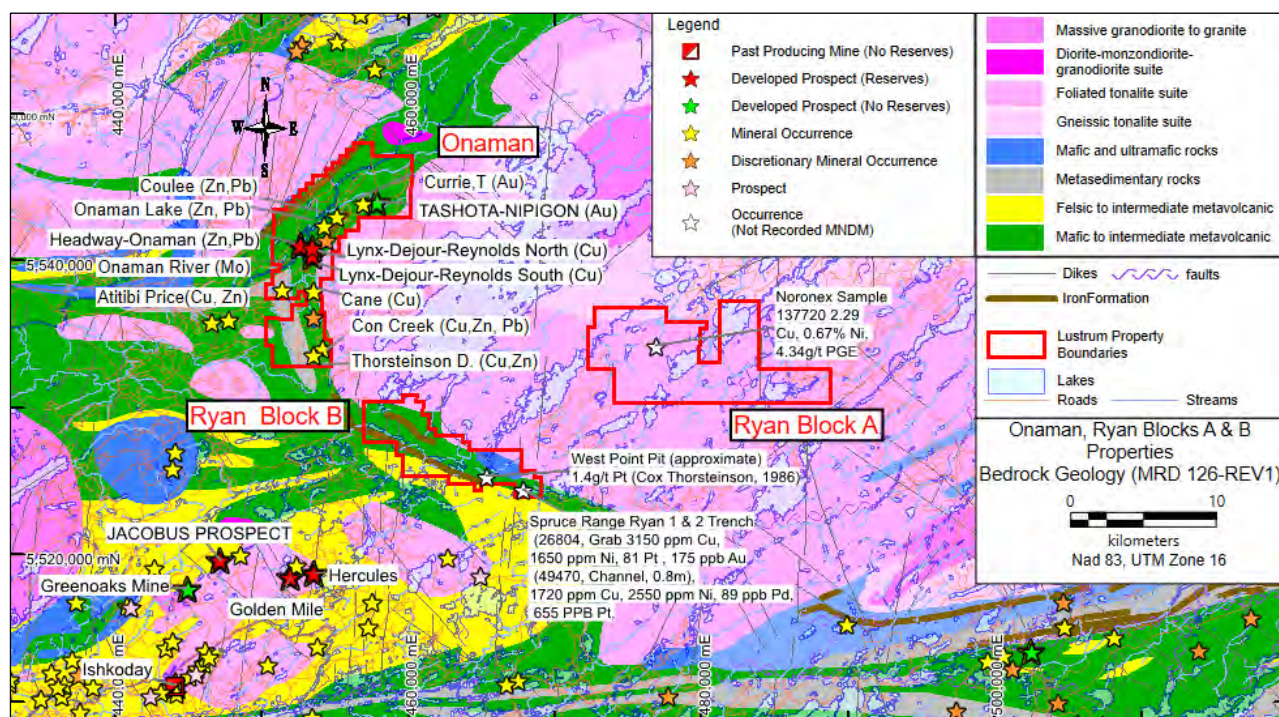 440,000 mE
460,000 mE
Onaman
Coulee (Zn,Pb)
Currie,T (Au)
Onaman Lake (Zn, Pb)
TASHOTA-NIPIGON (Au)
Headway-Onaman (Zn,Pb)
Lynx-Dejour-Reynolds North (Cu)
5,540,000
Onaman River (Mo)
Lynx-Dejour-Reynolds South (Cu)
Atitibi Price(Cu, Zn)
Cane (Cu)
Con Creek (Cu,Zn, Pb)
Thorsteinson D. (Cu,Zn)
N
W E
S
Noronex Sample
137720 2.29
Cu, 0.67% Ni,
4.34g/t PGE
Ryan Block B
Ryan Block A
West Point Pit (approximate)
1.4g/t Pt (Cox Thorsteinson, 1986)
Spruce Range Ryan 1 & 2 Trench
(26804, Grab 3150 ppm Cu,
1650 ppm Ni, 81 Pt , 175 ppb Au
(49470, Channel, 0.8m),
1720 ppm Cu, 2550 ppm Ni, 89 ppb Pd,
655 PPB Pt,
JACOBUS PROSPECT
5,520,000 mN
Greenoaks Mine
Hercules
Golden Mile
Ishkoday
440,000 mE
460,000 mE
480,000 mE
500,000 mE
Legend
Past Producing Mine (No Reserves)
Developed Prospect (Reserves)
Developed Prospect (No Reserves)
Mineral Occurrence
Discretionary Mineral Occurrence
Prospect
Occurrence
(Not Recorded MNDM)
Massive granodiorite to granite
Diorite-monzondiorite-
granodiorite suite
Foliated tonalite suite
Gneissic tonalite suite
Mafic and ultramafic rocks
Metasedimentary rocks
Felsic to intermediate metavolcanic
Mafic to intermediate metavolcanic
Dikes faults
IronFormation
Lustrum Property
Boundaries
Lakes
Roads Streams
Onaman, Ryan Blocks A & B
Properties
Bedrock Geology (MRD 126-REV1)
0 10
kilometers
Nad 83, UTM Zone 16